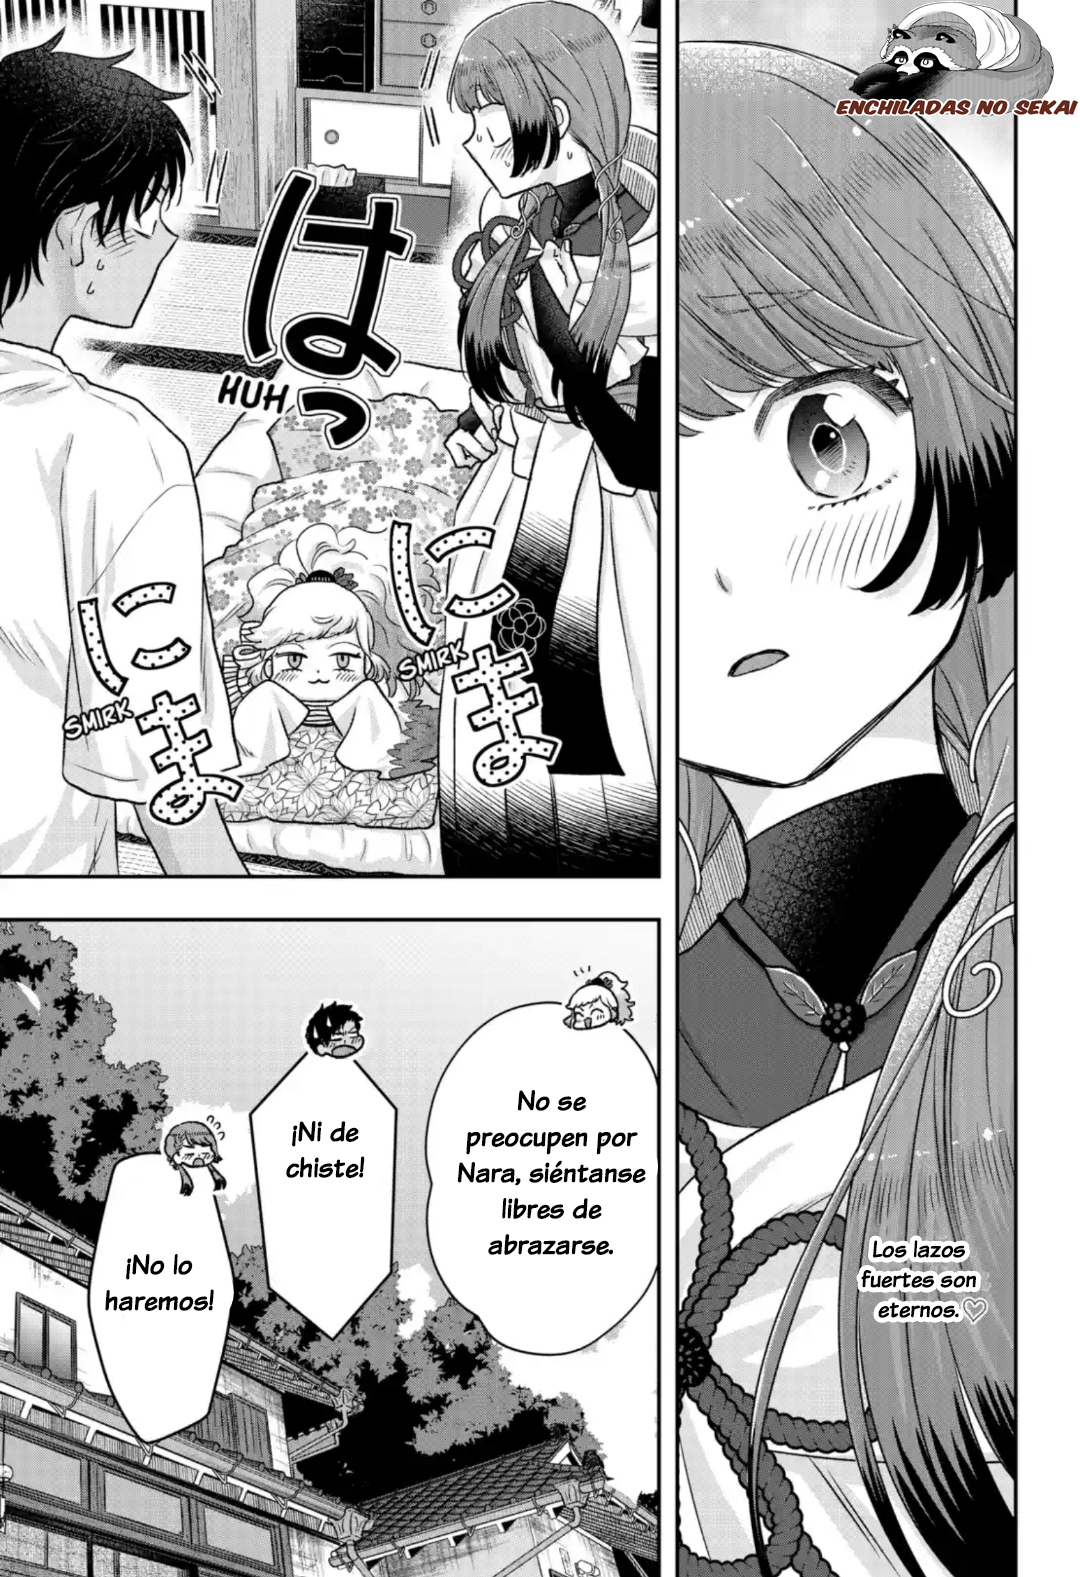 ENCHILADAS NO SEKAI
はっ
HUH
にま
SMIRK
にま
SMIRK
No se
preocupen por
Nara, siéntanse
libres de
abrazarse.
¡Ni de
chiste!
¡No lo
haremos!
Los lazos
fuertes son
eternos.♡